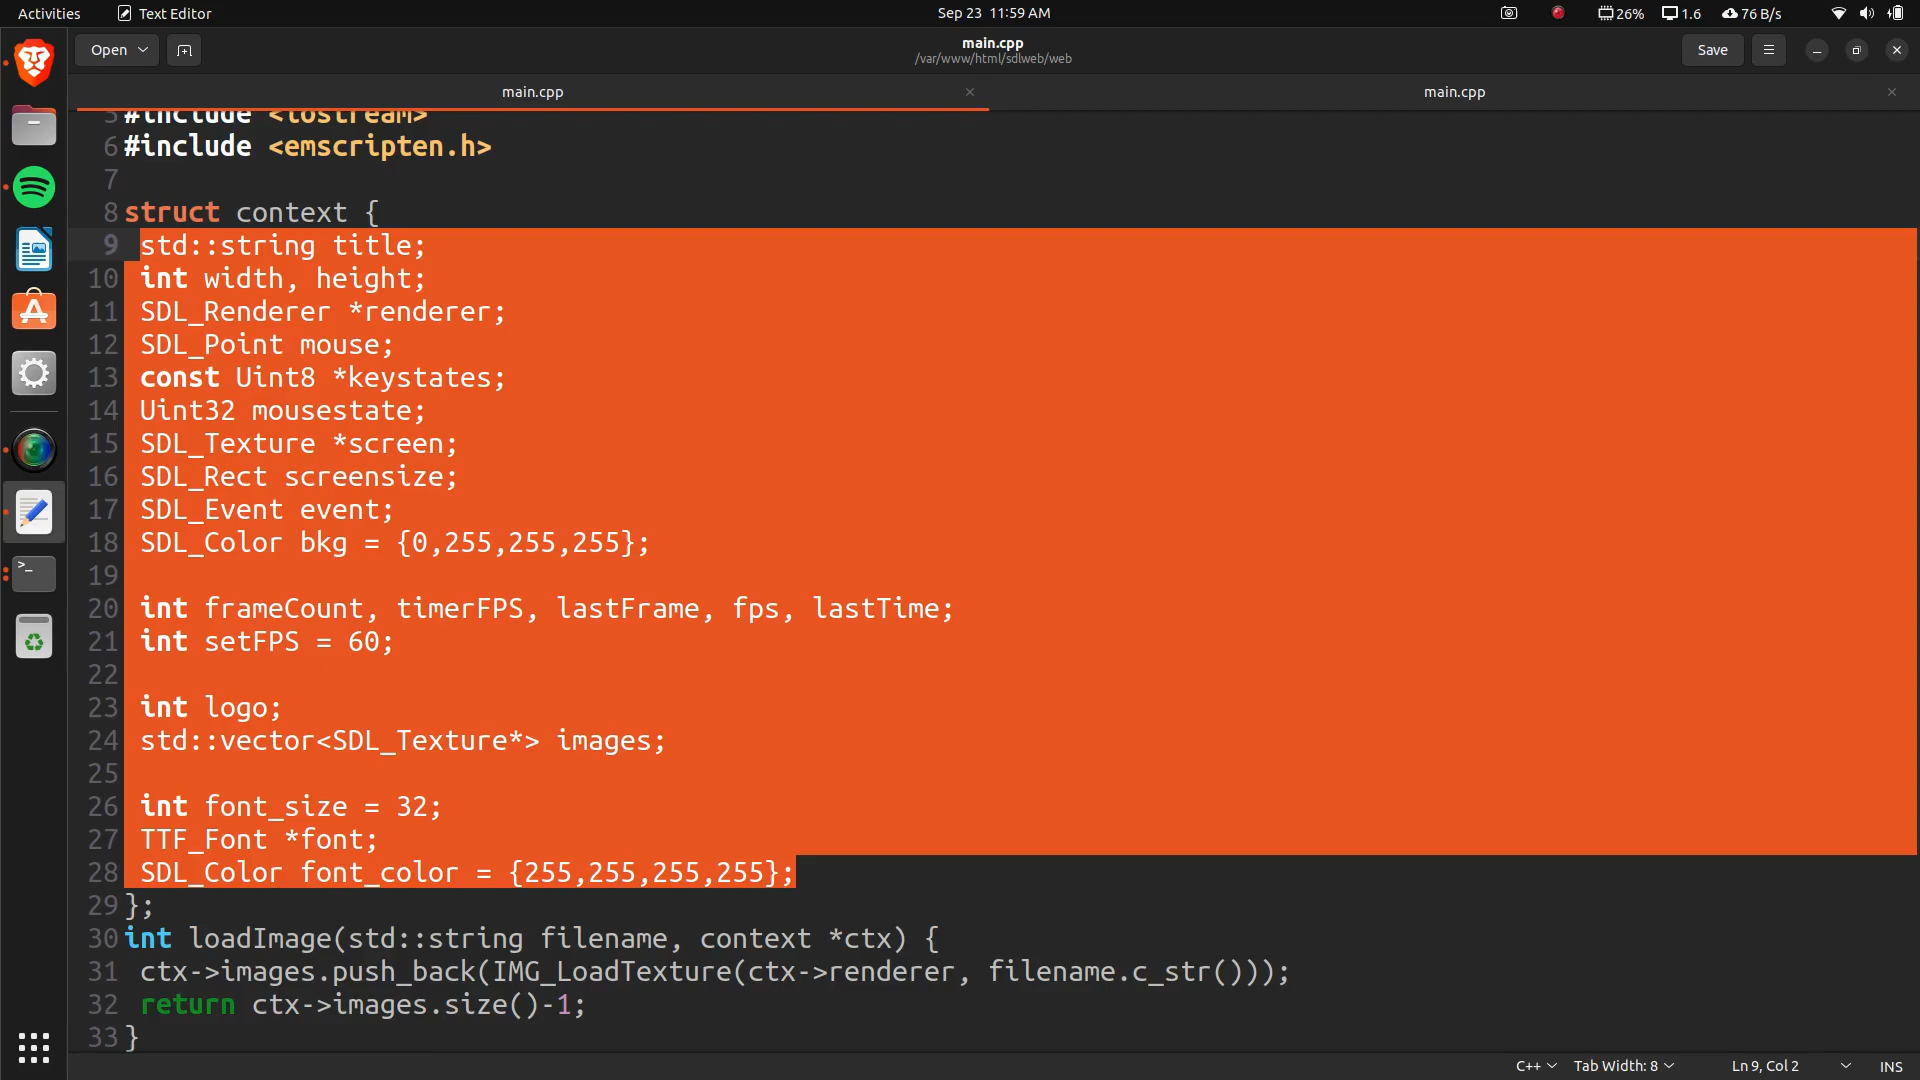 Activities
Text Editor
Sep 23 11:59 AM
26%
1.6
76 B/s
Open
main.cpp
/var/www/html/sdlweb/web
Save
main.cpp
main.cpp
5 #include <iostream>
6 #include <emscripten.h>
7
8 struct context {
9 std::string title;
10 int width, height;
11 SDL_Renderer *renderer;
12 SDL_Point mouse;
13 const Uint8 *keystates;
14 Uint32 mousestate;
15 SDL_Texture *screen;
16 SDL_Rect screensize;
17 SDL_Event event;
18 SDL_Color bkg = {0,255,255,255};
19
20 int frameCount, timerFPS, lastFrame, fps, lastTime;
21 int setFPS = 60;
22
23 int logo;
24 std::vector<SDL_Texture*> images;
25
26 int font_size = 32;
27 TTF_Font *font;
28 SDL_Color font_color = {255,255,255,255};
29 };
30 int loadImage(std::string filename, context *ctx) {
31 ctx->images.push_back(IMG_LoadTexture(ctx->renderer, filename.c_str()));
32 return ctx->images.size()-1;
33 }
C++
Tab Width: 8
Ln 9, Col 2
INS